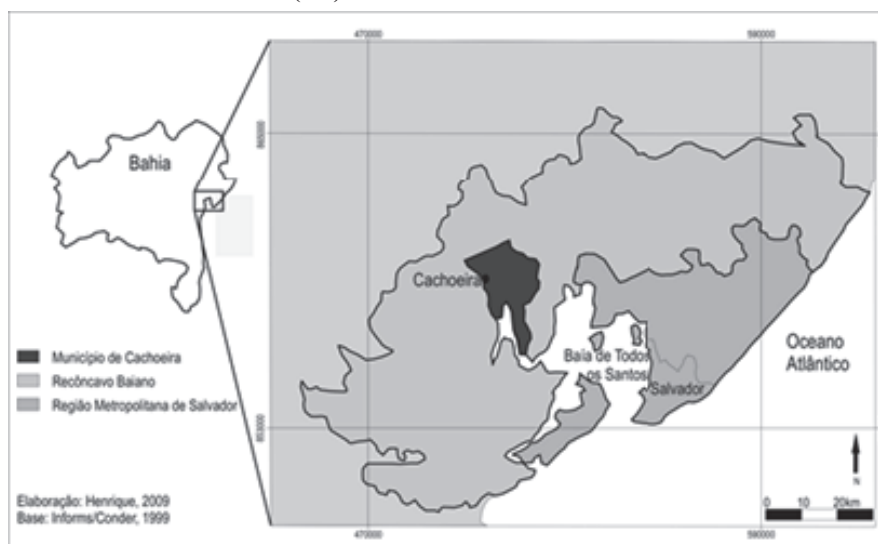 470000
590000
Bahia
Cachoeira
Baía de Todos
os Santos
Salvador
Oceano
Atlântico
Município de Cachoeira
Recôncavo Baiano
Região Metropolitana de Salvador
Elaboração: Henrique, 2009
Base: Informs/Conder, 1999
N
0 10 20km
470000
590000